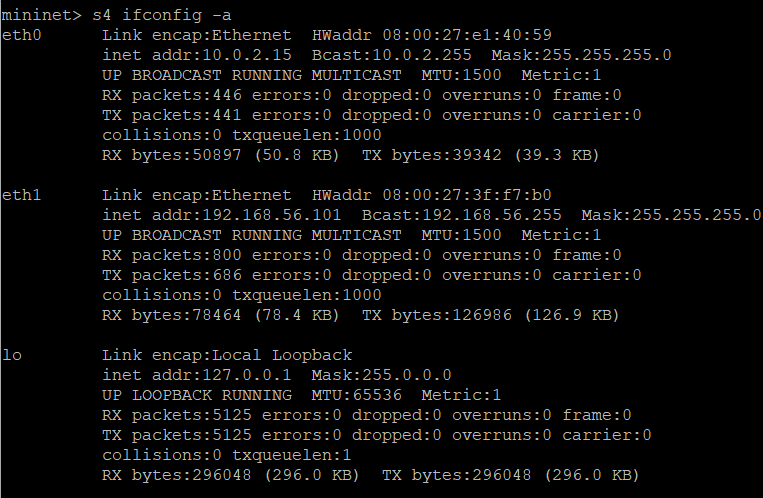 mininet> s4 ifconfig -a
eth0      Link encap:Ethernet  HWaddr 08:00:27:e1:40:59
          inet addr:10.0.2.15  Bcast:10.0.2.255  Mask:255.255.255.0
          UP BROADCAST RUNNING MULTICAST  MTU:1500  Metric:1
          RX packets:446 errors:0 dropped:0 overruns:0 frame:0
          TX packets:441 errors:0 dropped:0 overruns:0 carrier:0
          collisions:0 txqueuelen:1000
          RX bytes:50897 (50.8 KB)  TX bytes:39342 (39.3 KB)

eth1      Link encap:Ethernet  HWaddr 08:00:27:3f:f7:b0
          inet addr:192.168.56.101  Bcast:192.168.56.255  Mask:255.255.255.0
          UP BROADCAST RUNNING MULTICAST  MTU:1500  Metric:1
          RX packets:800 errors:0 dropped:0 overruns:0 frame:0
          TX packets:686 errors:0 dropped:0 overruns:0 carrier:0
          collisions:0 txqueuelen:1000
          RX bytes:78464 (78.4 KB)  TX bytes:126986 (126.9 KB)

lo        Link encap:Local Loopback
          inet addr:127.0.0.1  Mask:255.0.0.0
          UP LOOPBACK RUNNING  MTU:65536  Metric:1
          RX packets:5125 errors:0 dropped:0 overruns:0 frame:0
          TX packets:5125 errors:0 dropped:0 overruns:0 carrier:0
          collisions:0 txqueuelen:1
          RX bytes:296048 (296.0 KB)  TX bytes:296048 (296.0 KB)